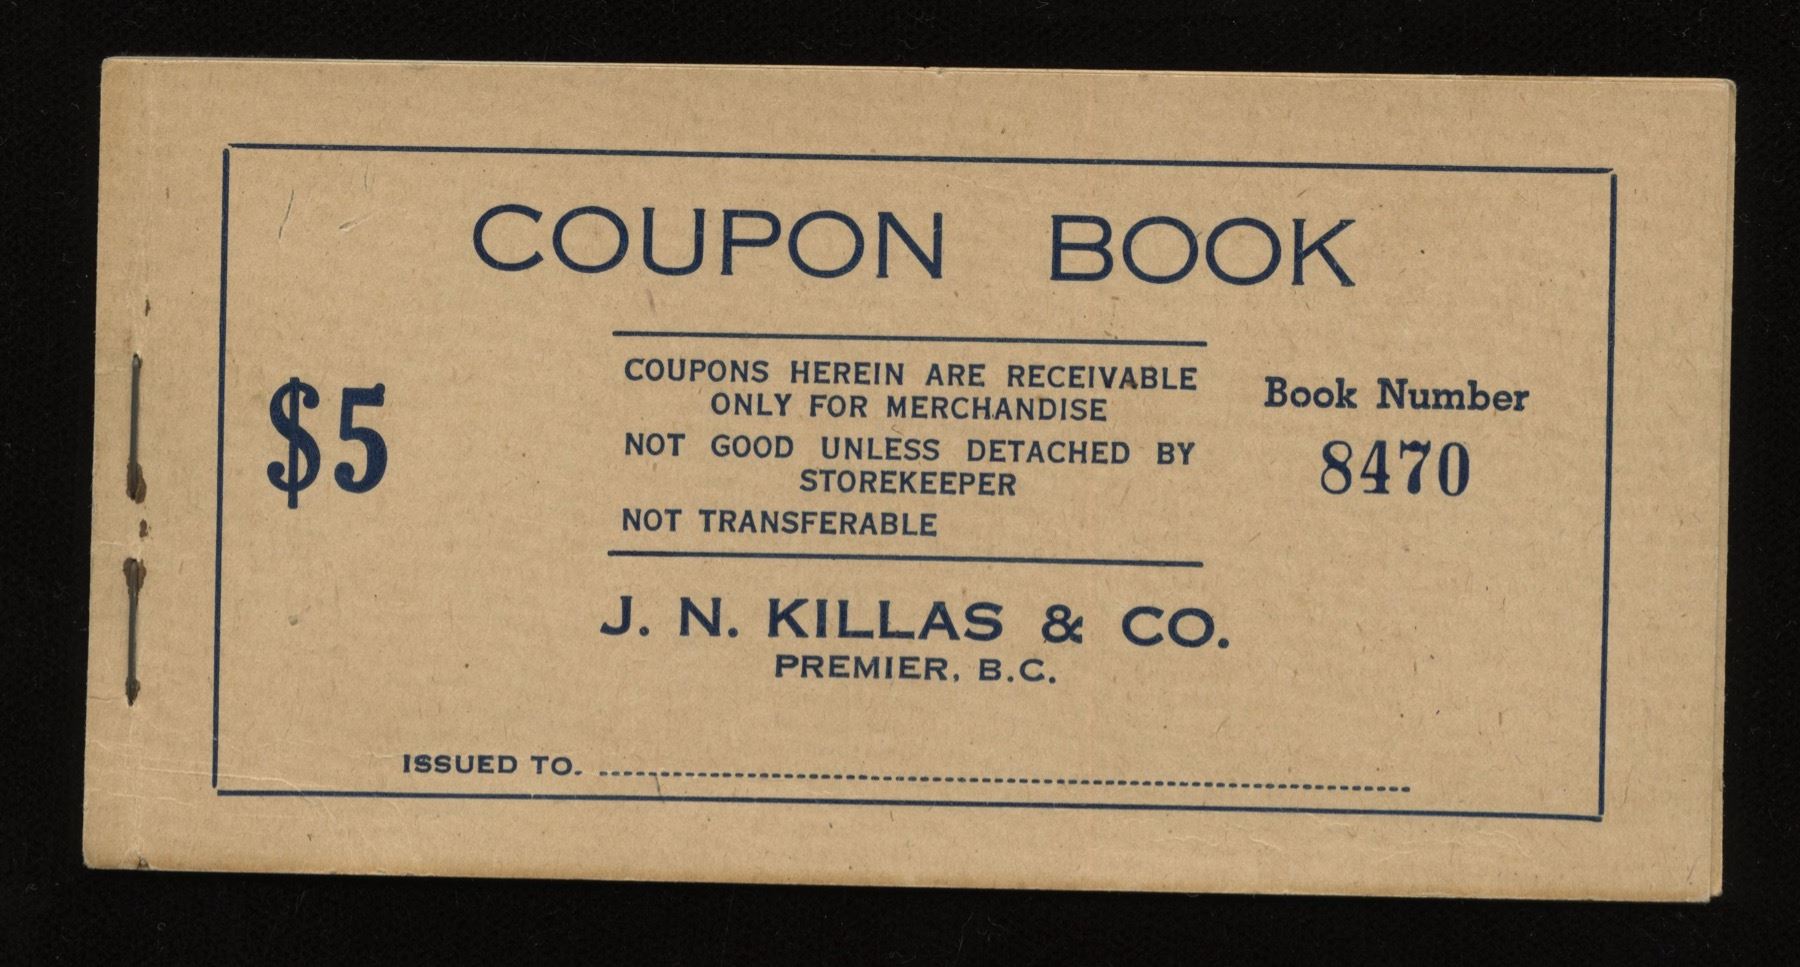 COUPON BOOK
$5
COUPONS HEREIN ARE RECEIVABLE
ONLY FOR MERCHANDISE
NOT GOOD UNLESS DETACHED BY
STOREKEEPER
NOT TRANSFERABLE
Book Number
8470
J. N. KILLAS & CO.
PREMIER, B.C.
ISSUED TO.